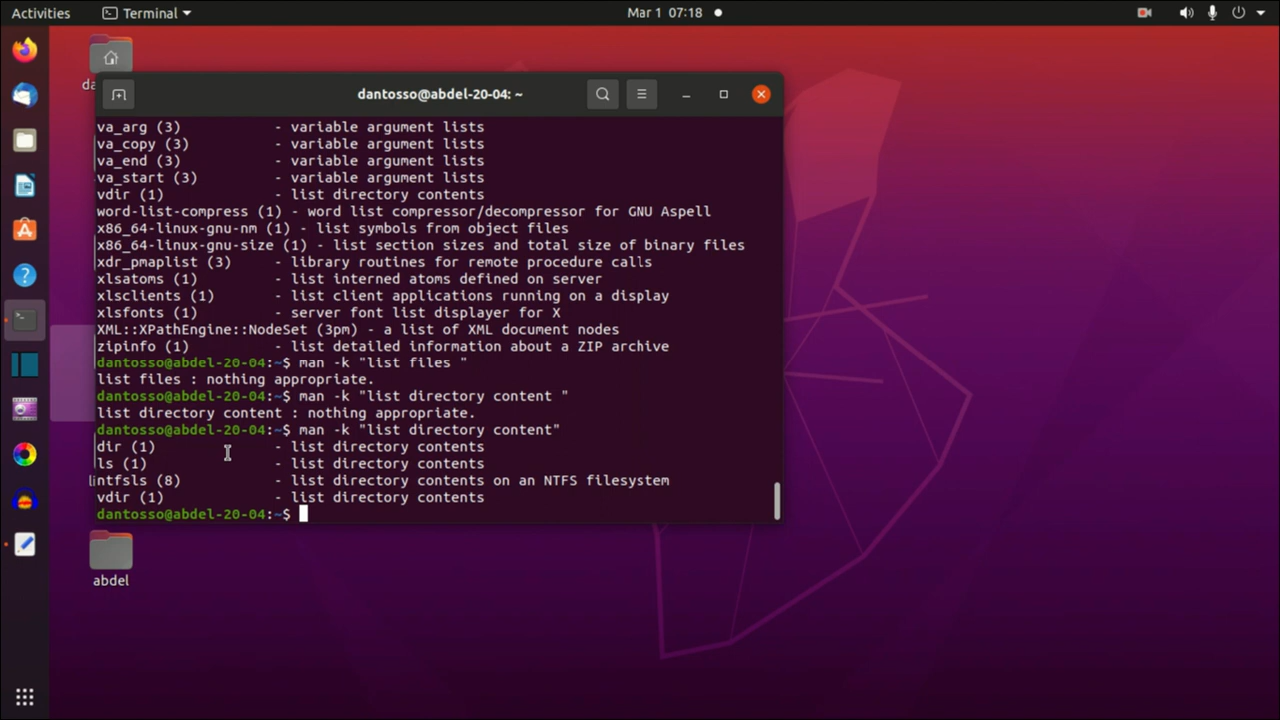 Activities Terminal Mar 1 07:18
da
dantosso@abdel-20-04: ~
va_arg (3) - variable argument lists
va_copy (3) - variable argument lists
va_end (3) - variable argument lists
va_start (3) - variable argument lists
vdir (1) - list directory contents
word-list-compress (1) - word list compressor/decompressor for GNU Aspell
x86_64-linux-gnu-nm (1) - list symbols from object files
x86_64-linux-gnu-size (1) - list section sizes and total size of binary files
xdr_pmaplist (3) - library routines for remote procedure calls
xlsatoms (1) - list interned atoms defined on server
xlsclients (1) - list client applications running on a display
xlsfonts (1) - server font list displayer for X
XML::XPathEngine::NodeSet (3pm) - a list of XML document nodes
zipinfo (1) - list detailed information about a ZIP archive
dantosso@abdel-20-04:~$ man -k "list files "
list files : nothing appropriate.
dantosso@abdel-20-04:~$ man -k "list directory content "
list directory content : nothing appropriate.
dantosso@abdel-20-04:~$ man -k "list directory content"
dir (1) - list directory contents
ls (1) - list directory contents
ntfsls (8) - list directory contents on an NTFS filesystem
vdir (1) - list directory contents
dantosso@abdel-20-04:~$
abdel